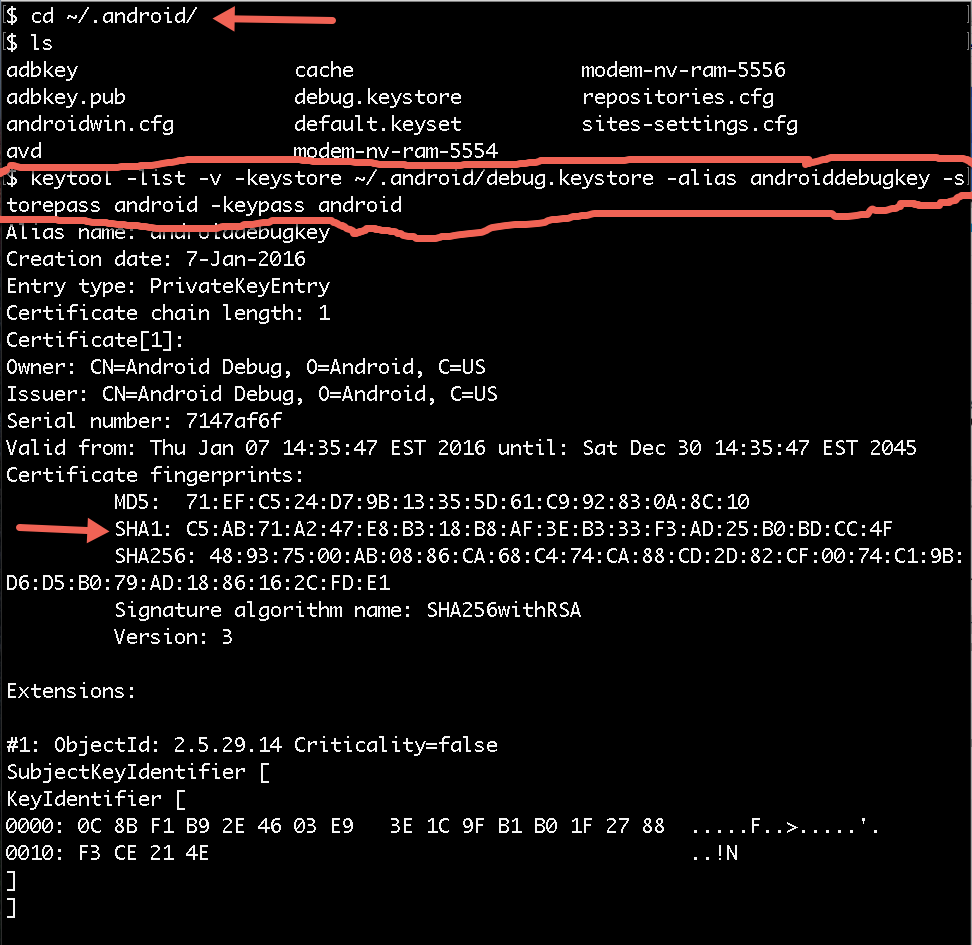 $ cd ~/.android/
$ ls
adbkey cache modem-nv-ram-5556
adbkey.pub debug.keystore repositories.cfg
androidwin.cfg default.keyset sites-settings.cfg
avd modem-nv-ram-5554
$ keytool -list -v -keystore ~/.android/debug.keystore -alias androiddebugkey -s
torepass android -keypass android
Alias name: androiddebugkey
Creation date: 7-Jan-2016
Entry type: PrivateKeyEntry
Certificate chain length: 1
Certificate[1]:
Owner: CN=Android Debug, O=Android, C=US
Issuer: CN=Android Debug, O=Android, C=US
Serial number: 7147af6f
Valid from: Thu Jan 07 14:35:47 EST 2016 until: Sat Dec 30 14:35:47 EST 2045
Certificate fingerprints:
MD5: 71:EF:C5:24:D7:9B:13:35:5D:61:C9:92:83:0A:8C:10
SHA1: C5:AB:71:A2:47:E8:B3:18:B8:AF:3E:B3:33:F3:AD:25:B0:BD:CC:4F
SHA256: 48:93:75:00:AB:08:86:CA:68:C4:74:CA:88:CD:2D:82:CF:00:74:C1:9B:
D6:D5:B0:79:AD:18:86:16:2C:FD:E1
Signature algorithm name: SHA256withRSA
Version: 3
Extensions:
#1: ObjectId: 2.5.29.14 Criticality=false
SubjectKeyIdentifier [
KeyIdentifier [
0000: 0C 8B F1 B9 2E 46 03 E9 3E 1C 9F B1 B0 1F 27 88 .....F..>.....'.
0010: F3 CE 21 4E ..!N
]
]